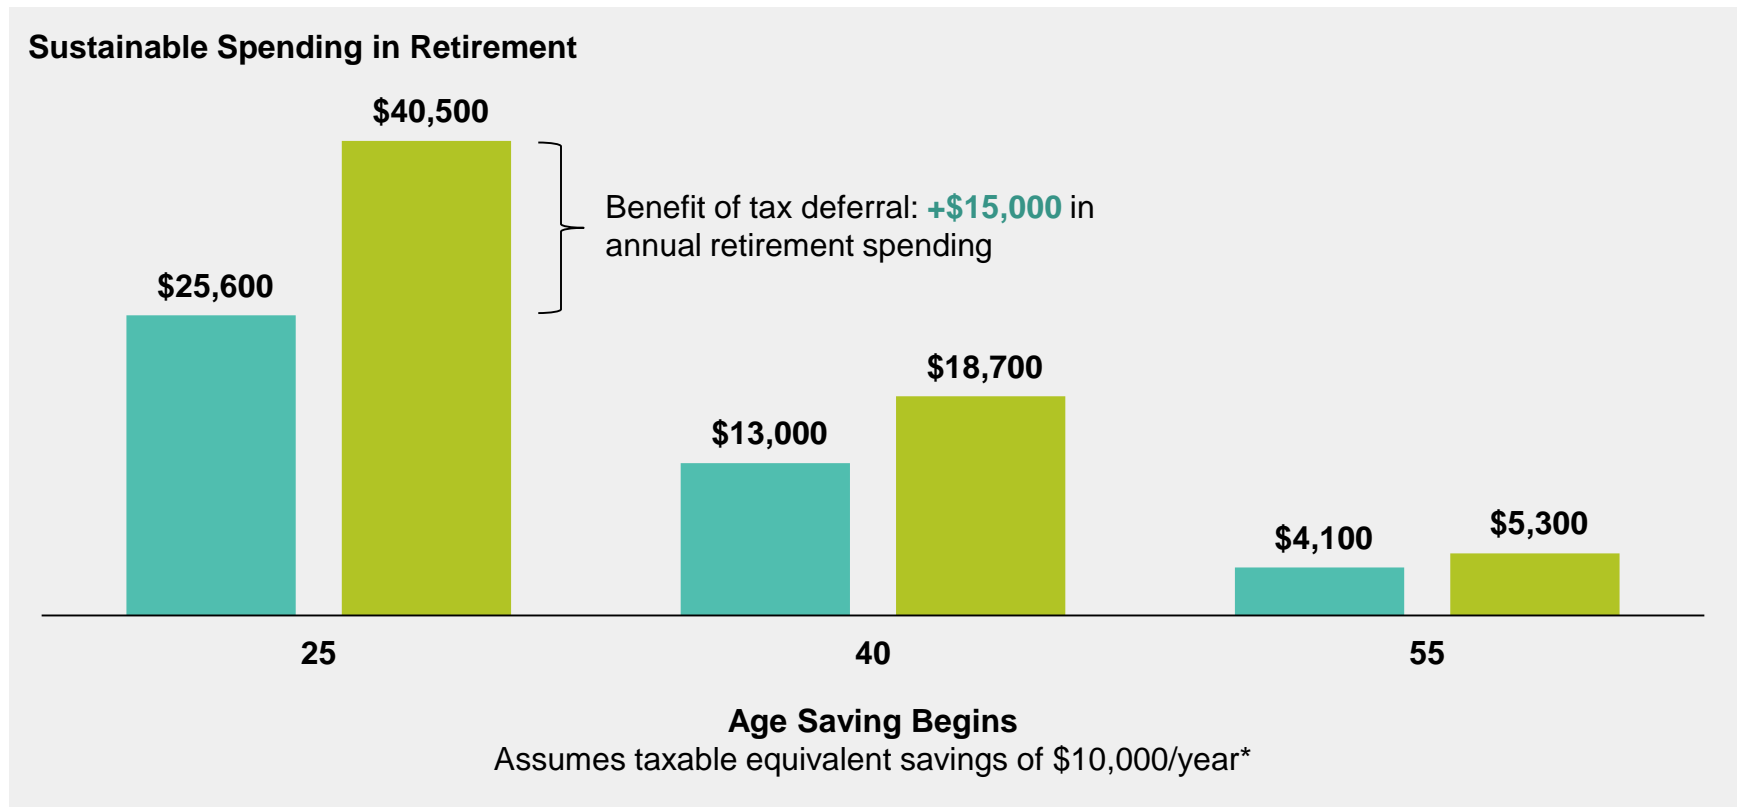 Sustainable Spending in Retirement
$40,500
Benefit of tax deferral: +$15,000 in
annual retirement spending
$25,600
$18,700
$13,000
$5,300
$4,100
25
40
55
Age Saving Begins
Assumes taxable equivalent savings of $10,000/year*